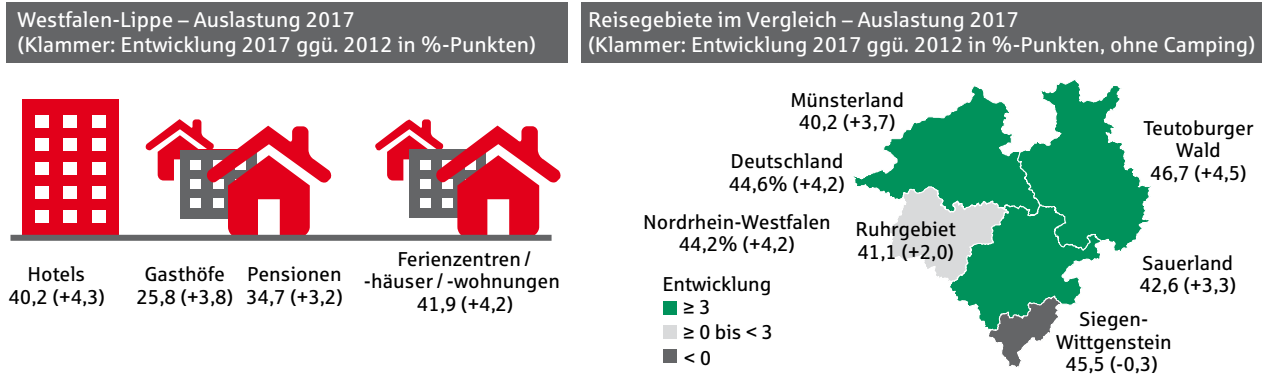 Westfalen-Lippe – Auslastung 2017
(Klammer: Entwicklung 2017 ggü. 2012 in %-Punkten)
Hotels
40,2 (+4,3)
Gasthöfe
25,8 (+3,8)
Pensionen
34,7 (+3,2)
Ferienzentren /
-häuser / -wohnungen
41,9 (+4,2)
Reisegebiete im Vergleich – Auslastung 2017
(Klammer: Entwicklung 2017 ggü. 2012 in %-Punkten, ohne Camping)
Münsterland
40,2 (+3,7)
Teutoburger
Wald
46,7 (+4,5)
Deutschland
44,6% (+4,2)
Nordrhein-Westfalen
44,2% (+4,2)
Ruhrgebiet
41,1 (+2,0)
Sauerland
42,6 (+3,3)
Siegen-
Wittgenstein
45,5 (-0,3)
Entwicklung
≥ 3
≥ 0 bis < 3
< 0